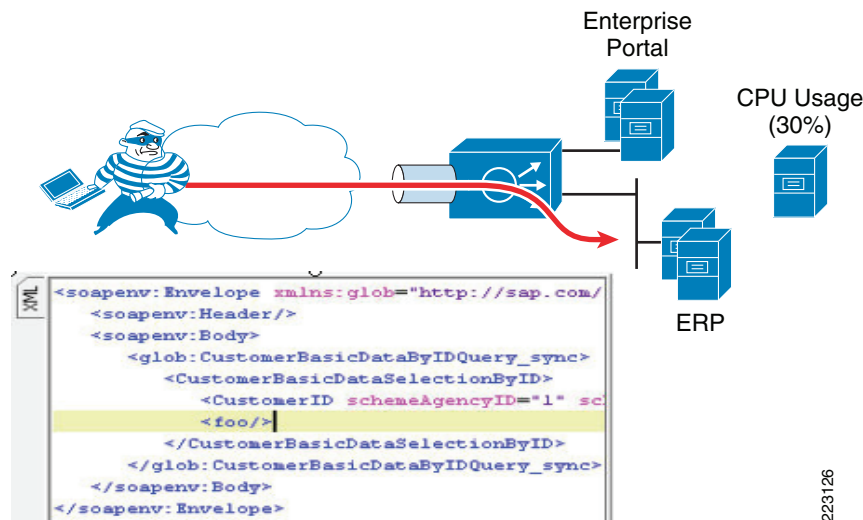 Enterprise
Portal
CPU Usage
(30%)
ERP
XML
<soapenv:Envelope xmlns:glob="http://sap.com/
<soapenv:Header/>
<soapenv:Body>
<glob:CustomerBasicDataByIDQuery_sync>
<CustomerBasicDataSelectionByID>
<CustomerID schemeAgencyID="1" sc
<foo/>
</CustomerBasicDataSelectionByID>
</glob:CustomerBasicDataByIDQuery_sync>
</soapenv:Body>
</soapenv:Envelope>
223126